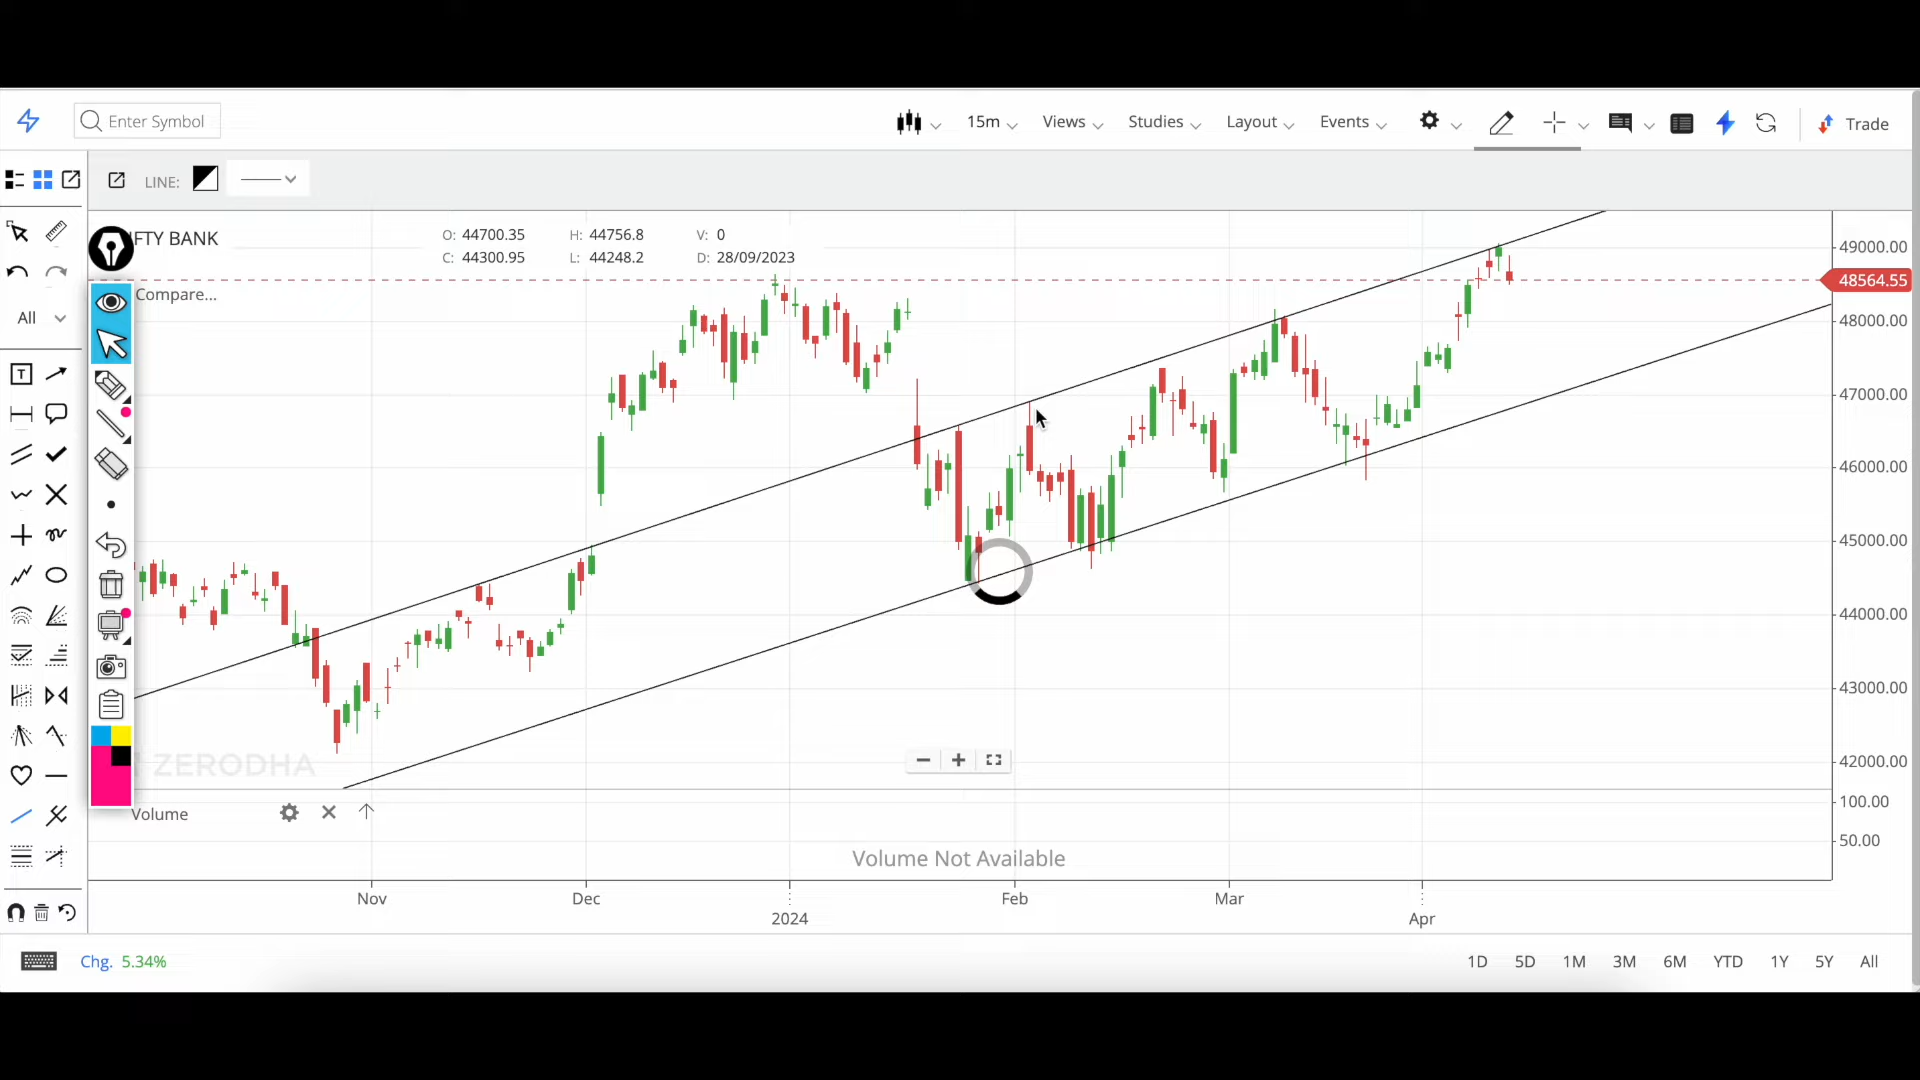 Enter Symbol
15m
Views
Studies
Layout
Events
Trade
LINE:
FTY BANK
O: 44700.35 H: 44756.8 V: 0
C: 44300.95 L: 44248.2 D: 28/09/2023
Compare...
All
T
49000.00
48564.55
48000.00
47000.00
46000.00
45000.00
44000.00
43000.00
42000.00
ZERODHA
Volume
100.00
50.00
Volume Not Available
Nov
Dec
2024
Feb
Mar
Apr
Chg. 5.34%
1D 5D 1M 3M 6M YTD 1Y 5Y All